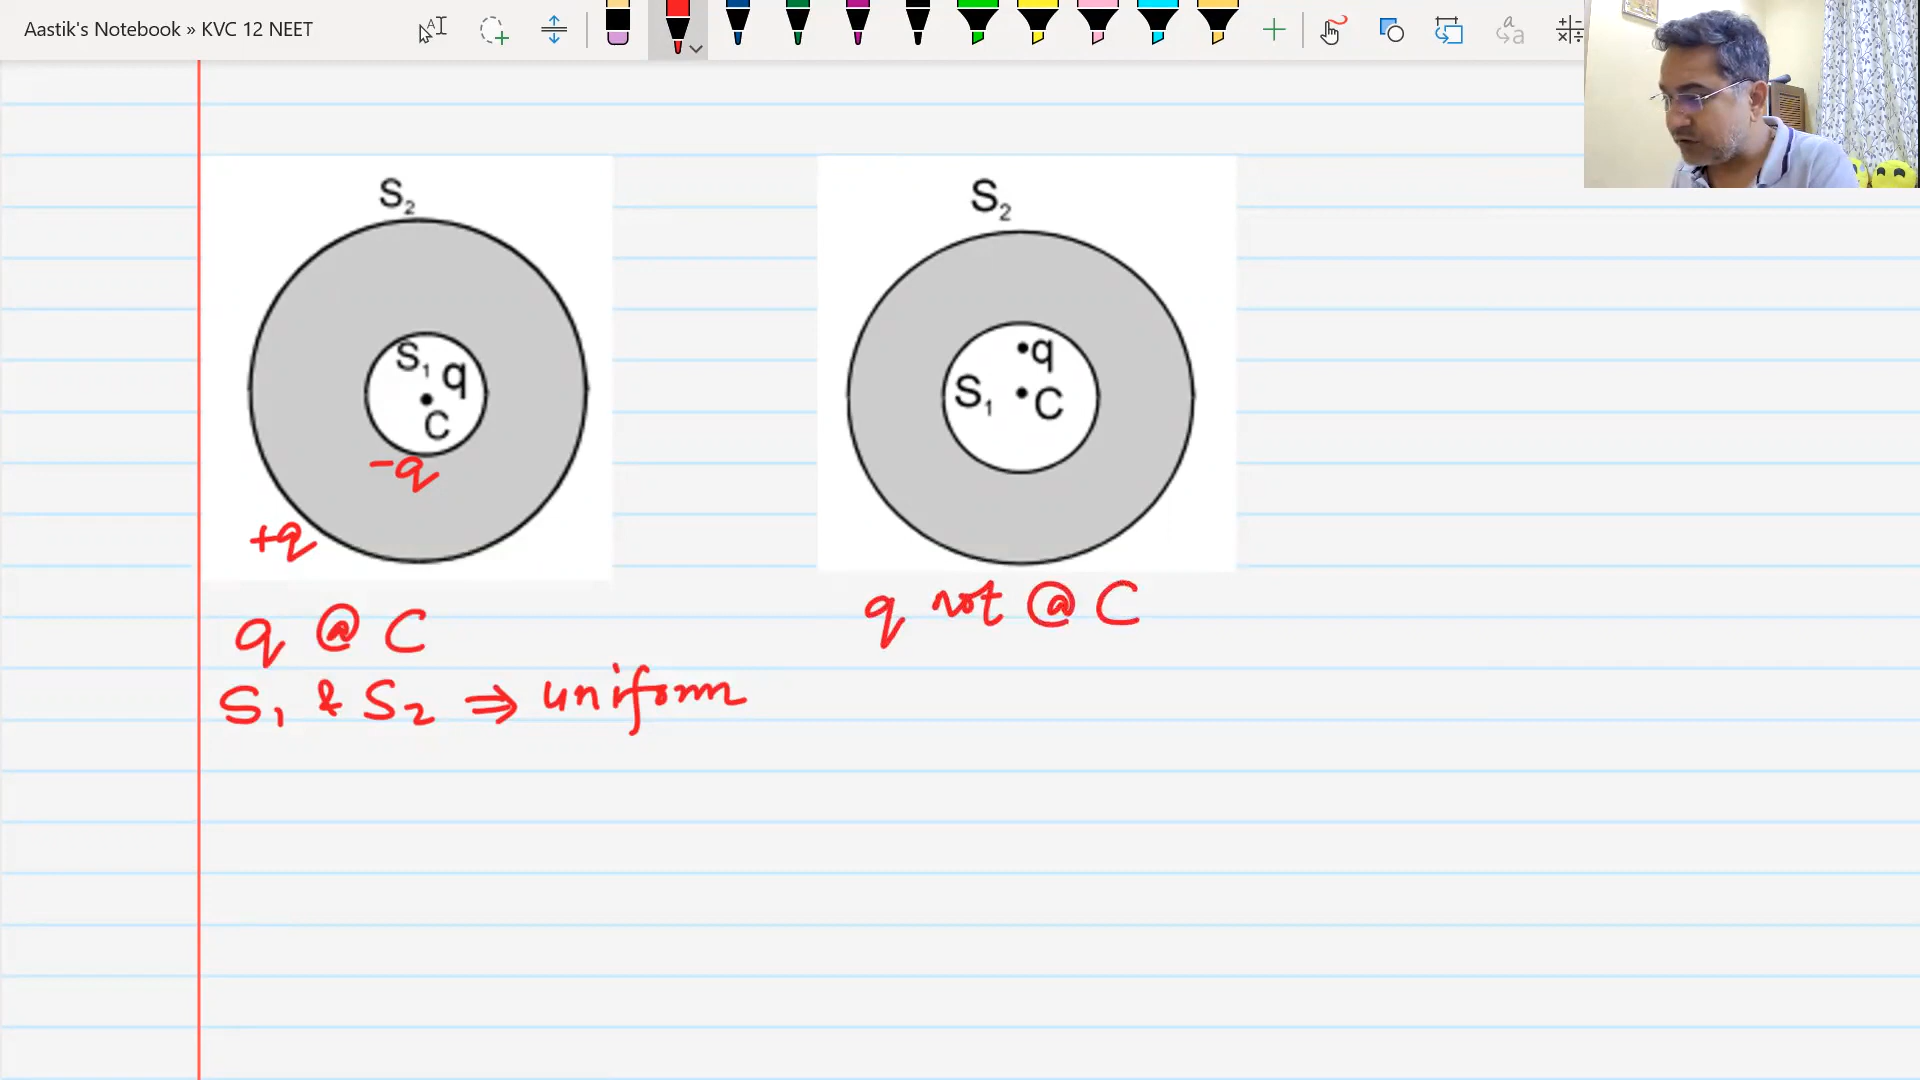 Aastik's Notebook » KVC 12 NEET
S₂
S₁ q
C
-q
+q
q @ C
S₁ & S₂ ⇒ uniform
S₂
q
S₁ C
q not @ C